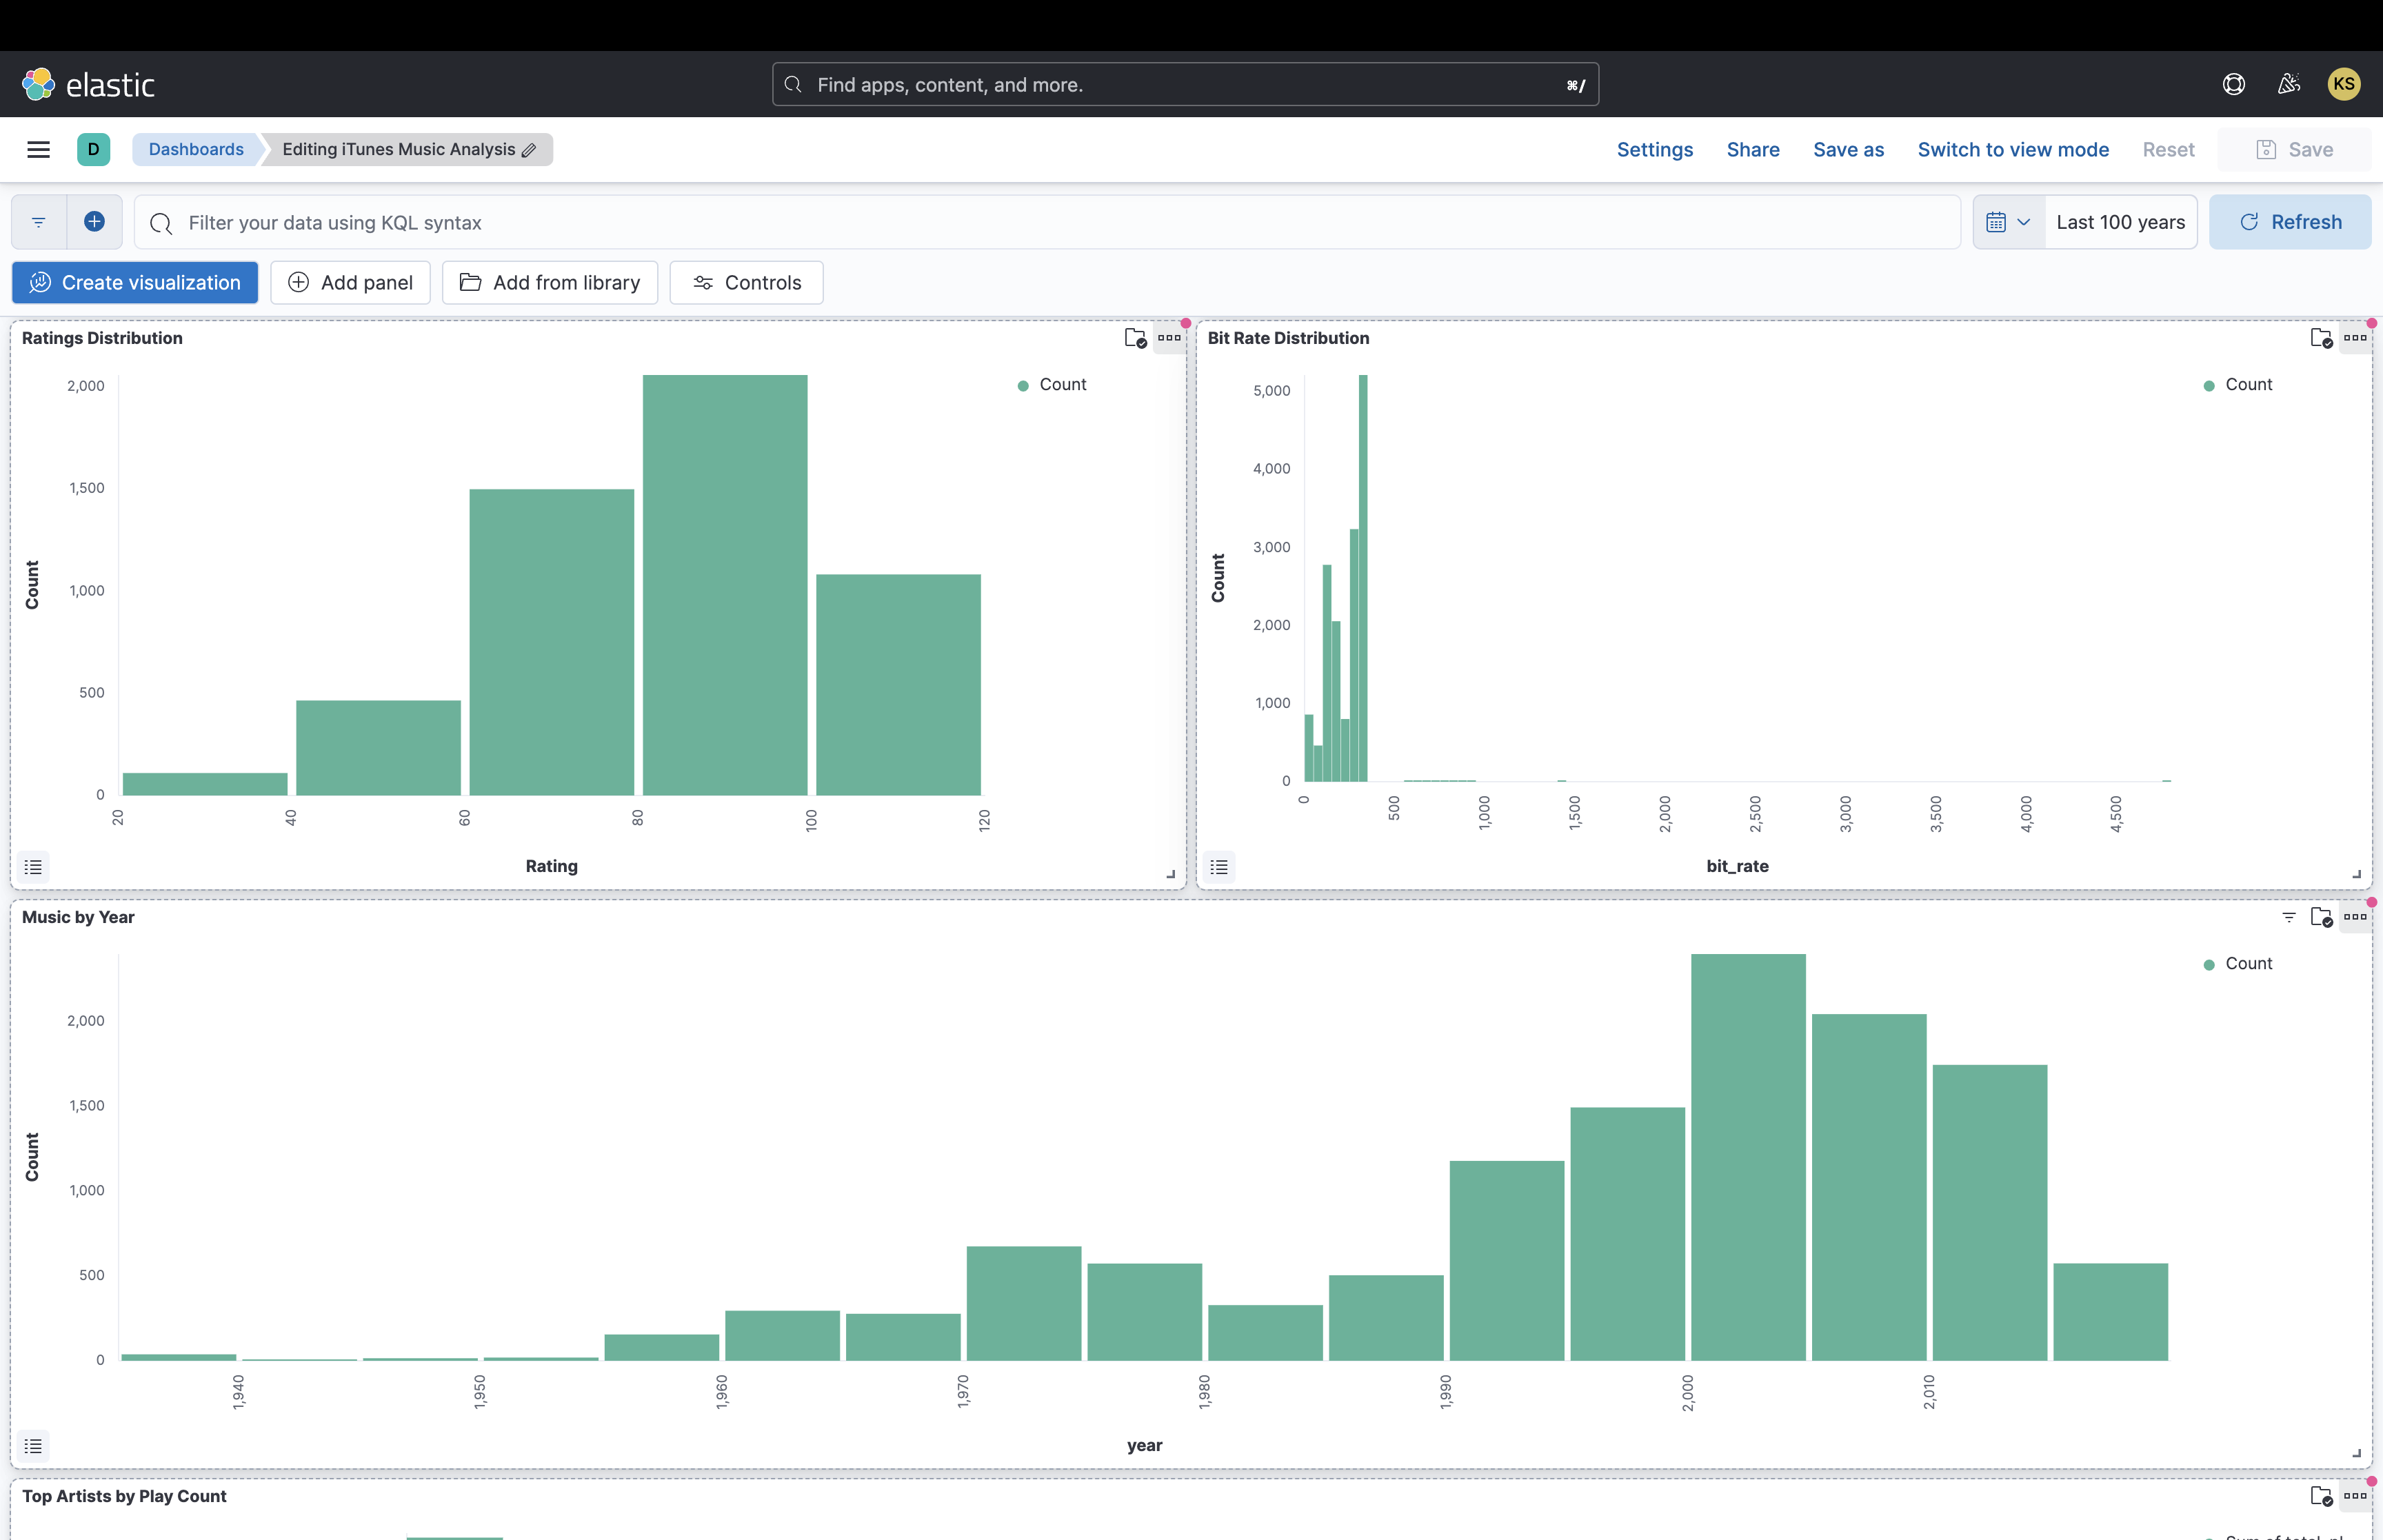 elastic
Find apps, content, and more.
⌘/
KS
D
Dashboards
Editing iTunes Music Analysis
Settings
Share
Save as
Switch to view mode
Reset
Save
Filter your data using KQL syntax
Last 100 years
Refresh
Create visualization
Add panel
Add from library
Controls
Ratings Distribution
2,000
1,500
1,000
500
0
Count
20
40
60
80
100
120
Rating
Count
Bit Rate Distribution
5,000
4,000
3,000
2,000
1,000
0
Count
0
500
1,000
1,500
2,000
2,500
3,000
3,500
4,000
4,500
bit_rate
Count
Music by Year
2,000
1,500
1,000
500
0
Count
1,940
1,950
1,960
1,970
1,980
1,990
2,000
2,010
year
Count
Top Artists by Play Count